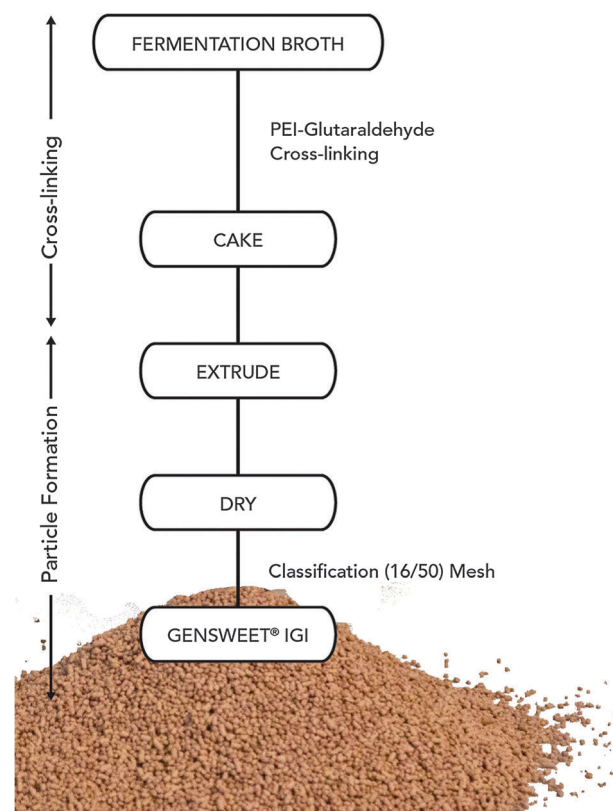 FERMENTATION BROTH
PEI-Glutaraldehyde
Cross-linking
Cross-linking
CAKE
EXTRUDE
Particle Formation
DRY
Classification (16/50) Mesh
GENSWEET® IGI